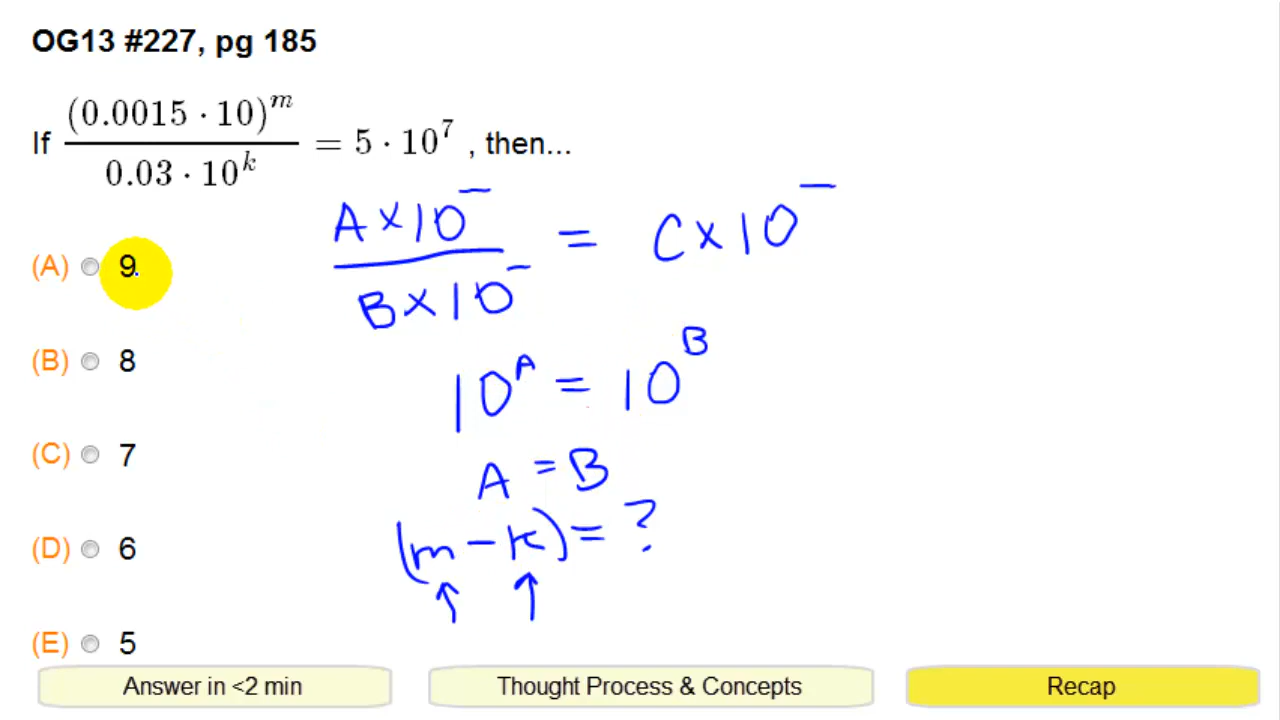 OG13 #227, pg 185
If (0.0015 · 10)^m / 0.03 · 10^k = 5 · 10^7 , then...
A × 10^– / B × 10^– = C × 10^–
(A) 9.
10^A = 10^B
(B) 8
(C) 7
A = B
(m – k) = ?
(D) 6
↑ ↑
(E) 5
Answer in <2 min
Thought Process & Concepts
Recap